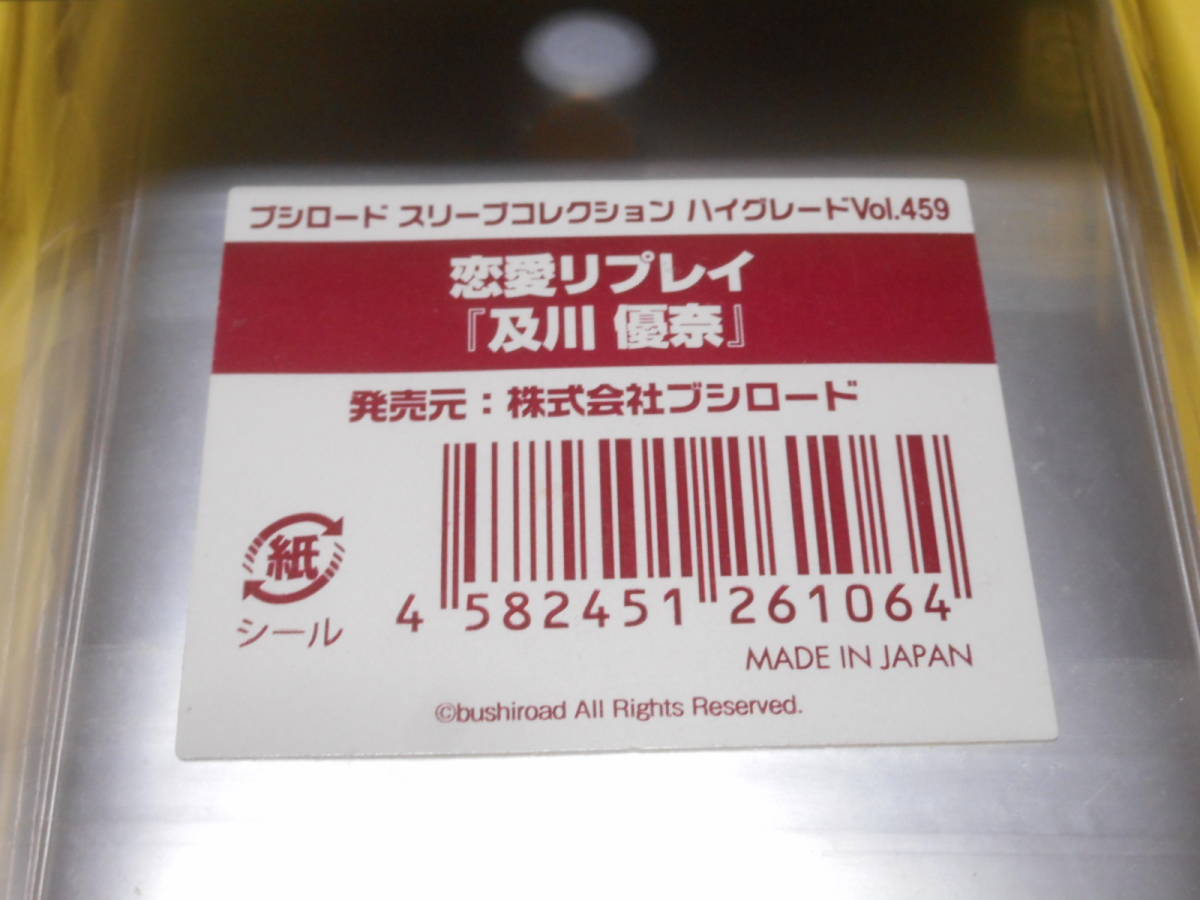 ブシロード スリーブコレクション ハイグレードVol.459
恋愛リプレイ
『及川 優奈』
発売元：株式会社ブシロード
紙
シール
4 582451 261064
MADE IN JAPAN
©bushiroad All Rights Reserved.